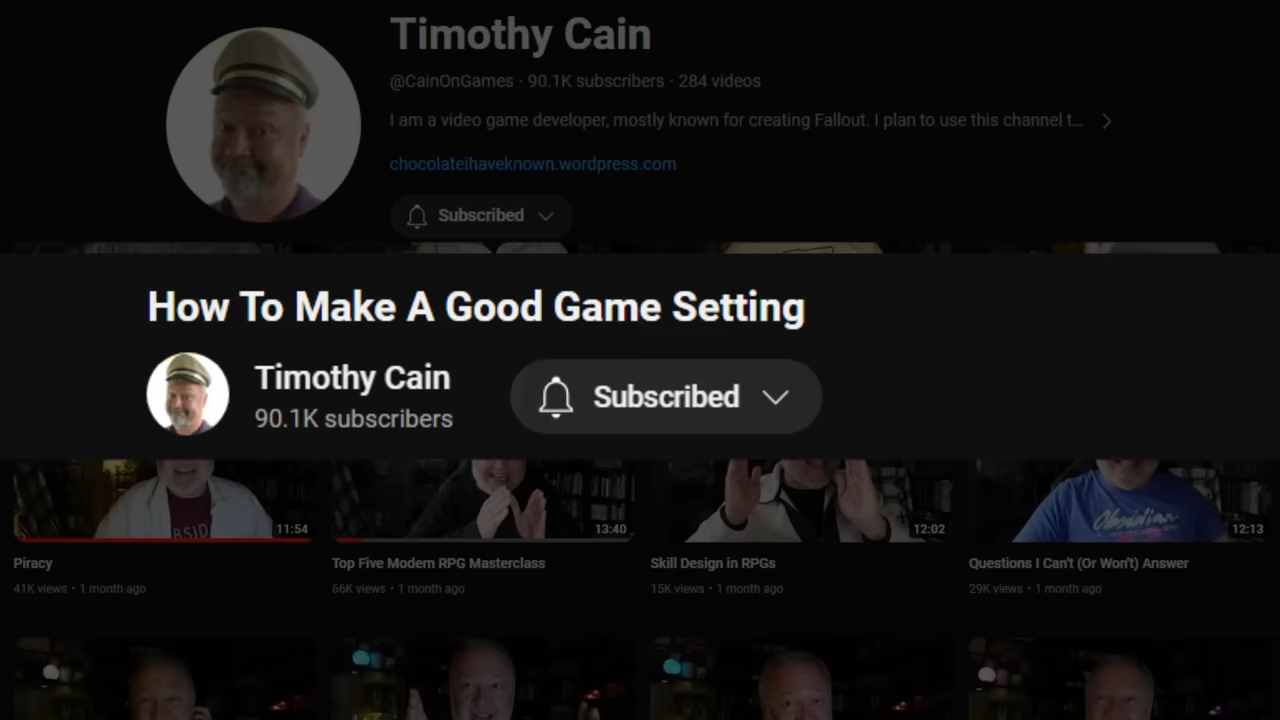 Timothy Cain
@CainOnGames · 90.1K subscribers · 284 videos
I am a video game developer, mostly known for creating Fallout. I plan to use this channel t...
chocolateihaveknown.wordpress.com
Subscribed
How To Make A Good Game Setting
Timothy Cain
90.1K subscribers
Subscribed
BSID
Obsidian
11:54
13:40
12:02
12:13
Piracy
Top Five Modern RPG Masterclass
Skill Design in RPGs
Questions I Can't (Or Won't) Answer
41K views • 1 month ago
66K views • 1 month ago
15K views • 1 month ago
29K views • 1 month ago